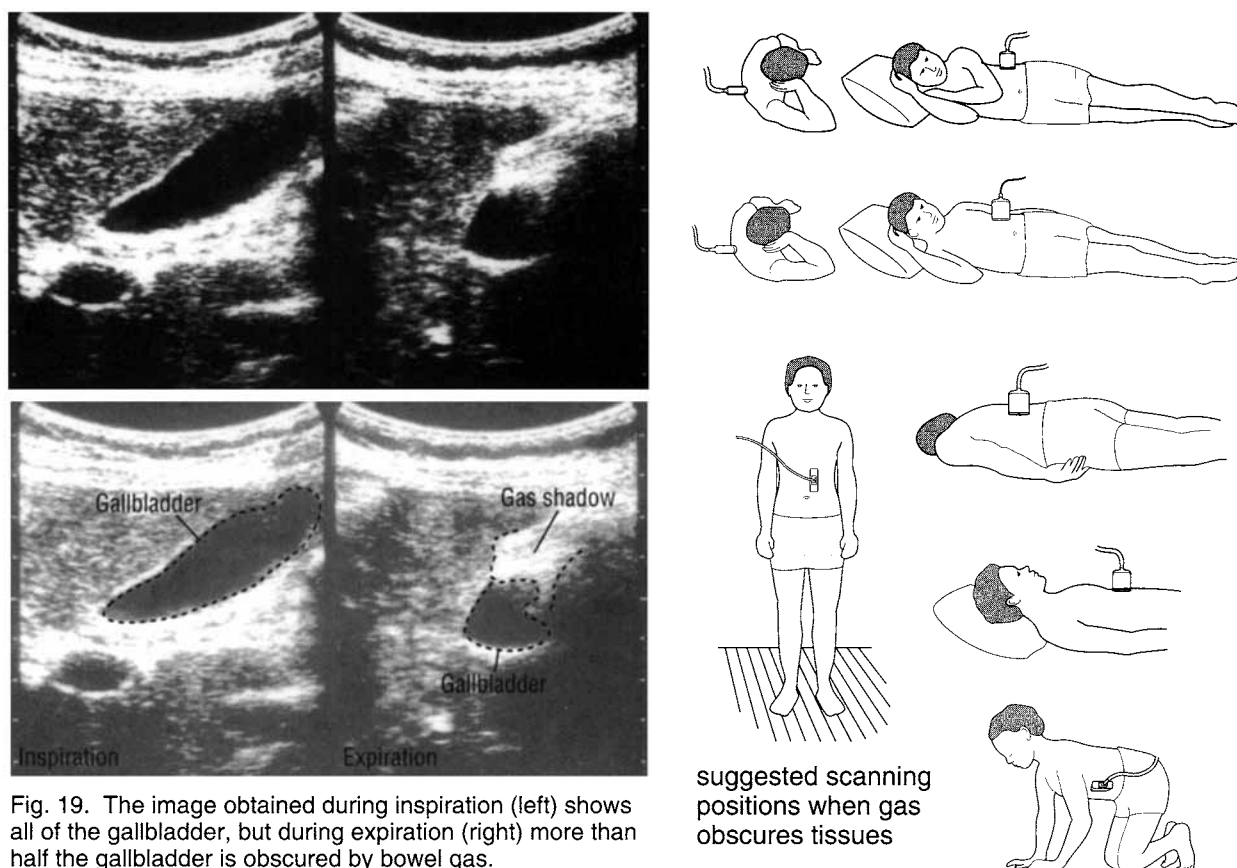 Gallbladder
Gas shadow
Gallbladder
Inspiration
Expiration
Fig. 19. The image obtained during inspiration (left) shows
all of the gallbladder, but during expiration (right) more than
half the gallbladder is obscured by bowel gas.
suggested scanning
positions when gas
obscures tissues